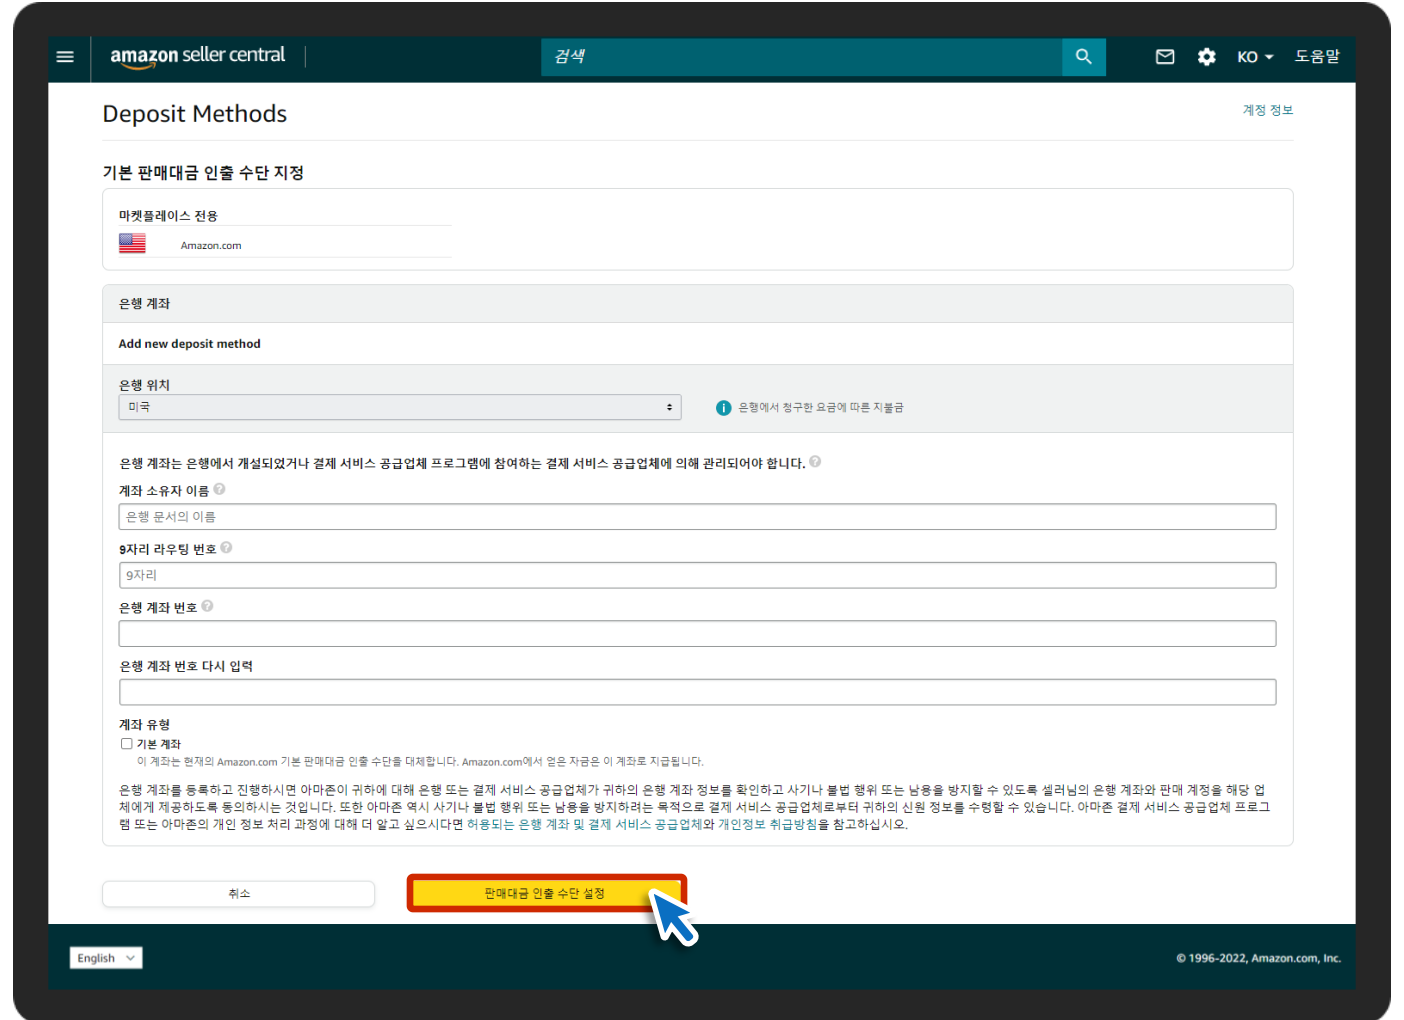 amazon seller central
검색
KO
도움말
Deposit Methods
계정 정보
기본 판매대금 인출 수단 지정
마켓플레이스 전용
Amazon.com
은행 계좌
Add new deposit method
은행 위치
미국
은행에서 청구한 요금에 따른 지불금
은행 계좌는 은행에서 개설되었거나 결제 서비스 공급업체 프로그램에 참여하는 결제 서비스 공급업체에 의해 관리되어야 합니다.
계좌 소유자 이름
은행 문서의 이름
9자리 라우팅 번호
9자리
은행 계좌 번호
은행 계좌 번호 다시 입력
계좌 유형
기본 계좌
이 계좌는 현재의 Amazon.com 기본 판매대금 인출 수단을 대체합니다. Amazon.com에서 얻은 자금은 이 계좌로 지급됩니다.
은행 계좌를 등록하고 진행하시면 아마존이 귀하에 대해 은행 또는 결제 서비스 공급업체가 귀하의 은행 계좌 정보를 확인하고 사기나 불법 행위 또는 남용을 방지할 수 있도록 셀러님의 은행 계좌와 판매 계정을 해당 업
체에게 제공하도록 동의하시는 것입니다. 또한 아마존 역시 사기나 불법 행위 또는 남용을 방지하려는 목적으로 결제 서비스 공급업체로부터 귀하의 신원 정보를 수령할 수 있습니다. 아마존 결제 서비스 공급업체 프로그
램 또는 아마존의 개인 정보 처리 과정에 대해 더 알고 싶으시다면 허용되는 은행 계좌 및 결제 서비스 공급업체와 개인정보 취급방침을 참고하십시오.
취소
판매대금 인출 수단 설정
English
© 1996-2022, Amazon.com, Inc.